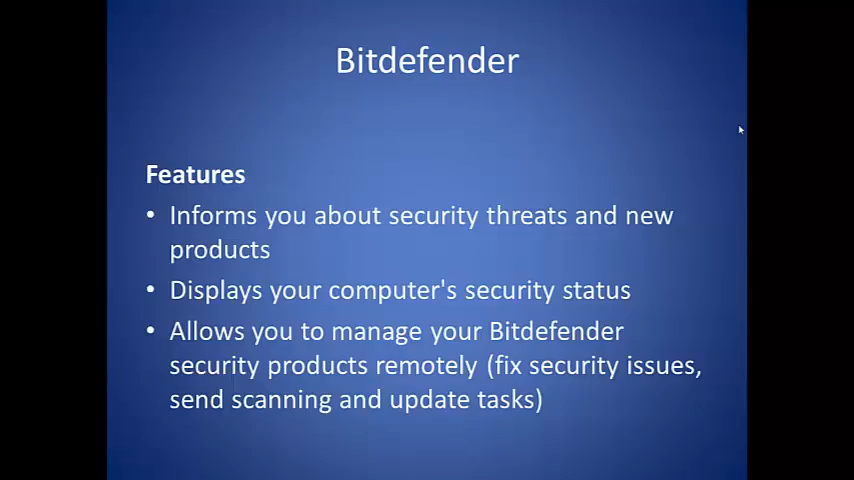 Bitdefender
Features
• Informs you about security threats and new
products
• Displays your computer's security status
• Allows you to manage your Bitdefender
security products remotely (fix security issues,
send scanning and update tasks)